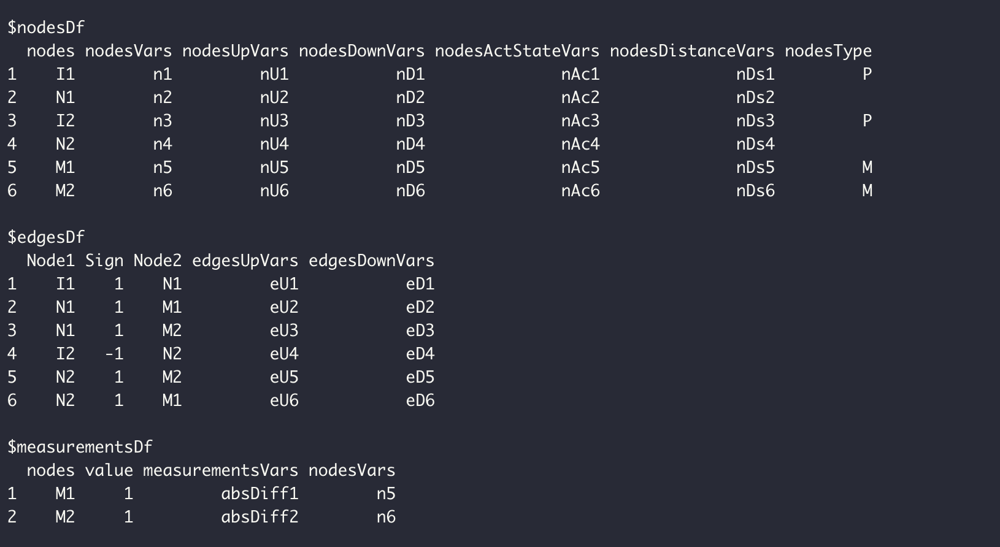 $nodesDf
  nodes nodesVars nodesUpVars nodesDownVars nodesActStateVars nodesDistanceVars nodesType
1    I1        n1         nU1           nD1              nAc1              nDs1         P
2    N1        n2         nU2           nD2              nAc2              nDs2
3    I2        n3         nU3           nD3              nAc3              nDs3         P
4    N2        n4         nU4           nD4              nAc4              nDs4
5    M1        n5         nU5           nD5              nAc5              nDs5         M
6    M2        n6         nU6           nD6              nAc6              nDs6         M

$edgesDf
  Node1 Sign Node2 edgesUpVars edgesDownVars
1    I1    1    N1         eU1           eD1
2    N1    1    M1         eU2           eD2
3    N1    1    M2         eU3           eD3
4    I2   -1    N2         eU4           eD4
5    N2    1    M2         eU5           eD5
6    N2    1    M1         eU6           eD6

$measurementsDf
  nodes value measurementsVars nodesVars
1    M1     1         absDiff1        n5
2    M2     1         absDiff2        n6